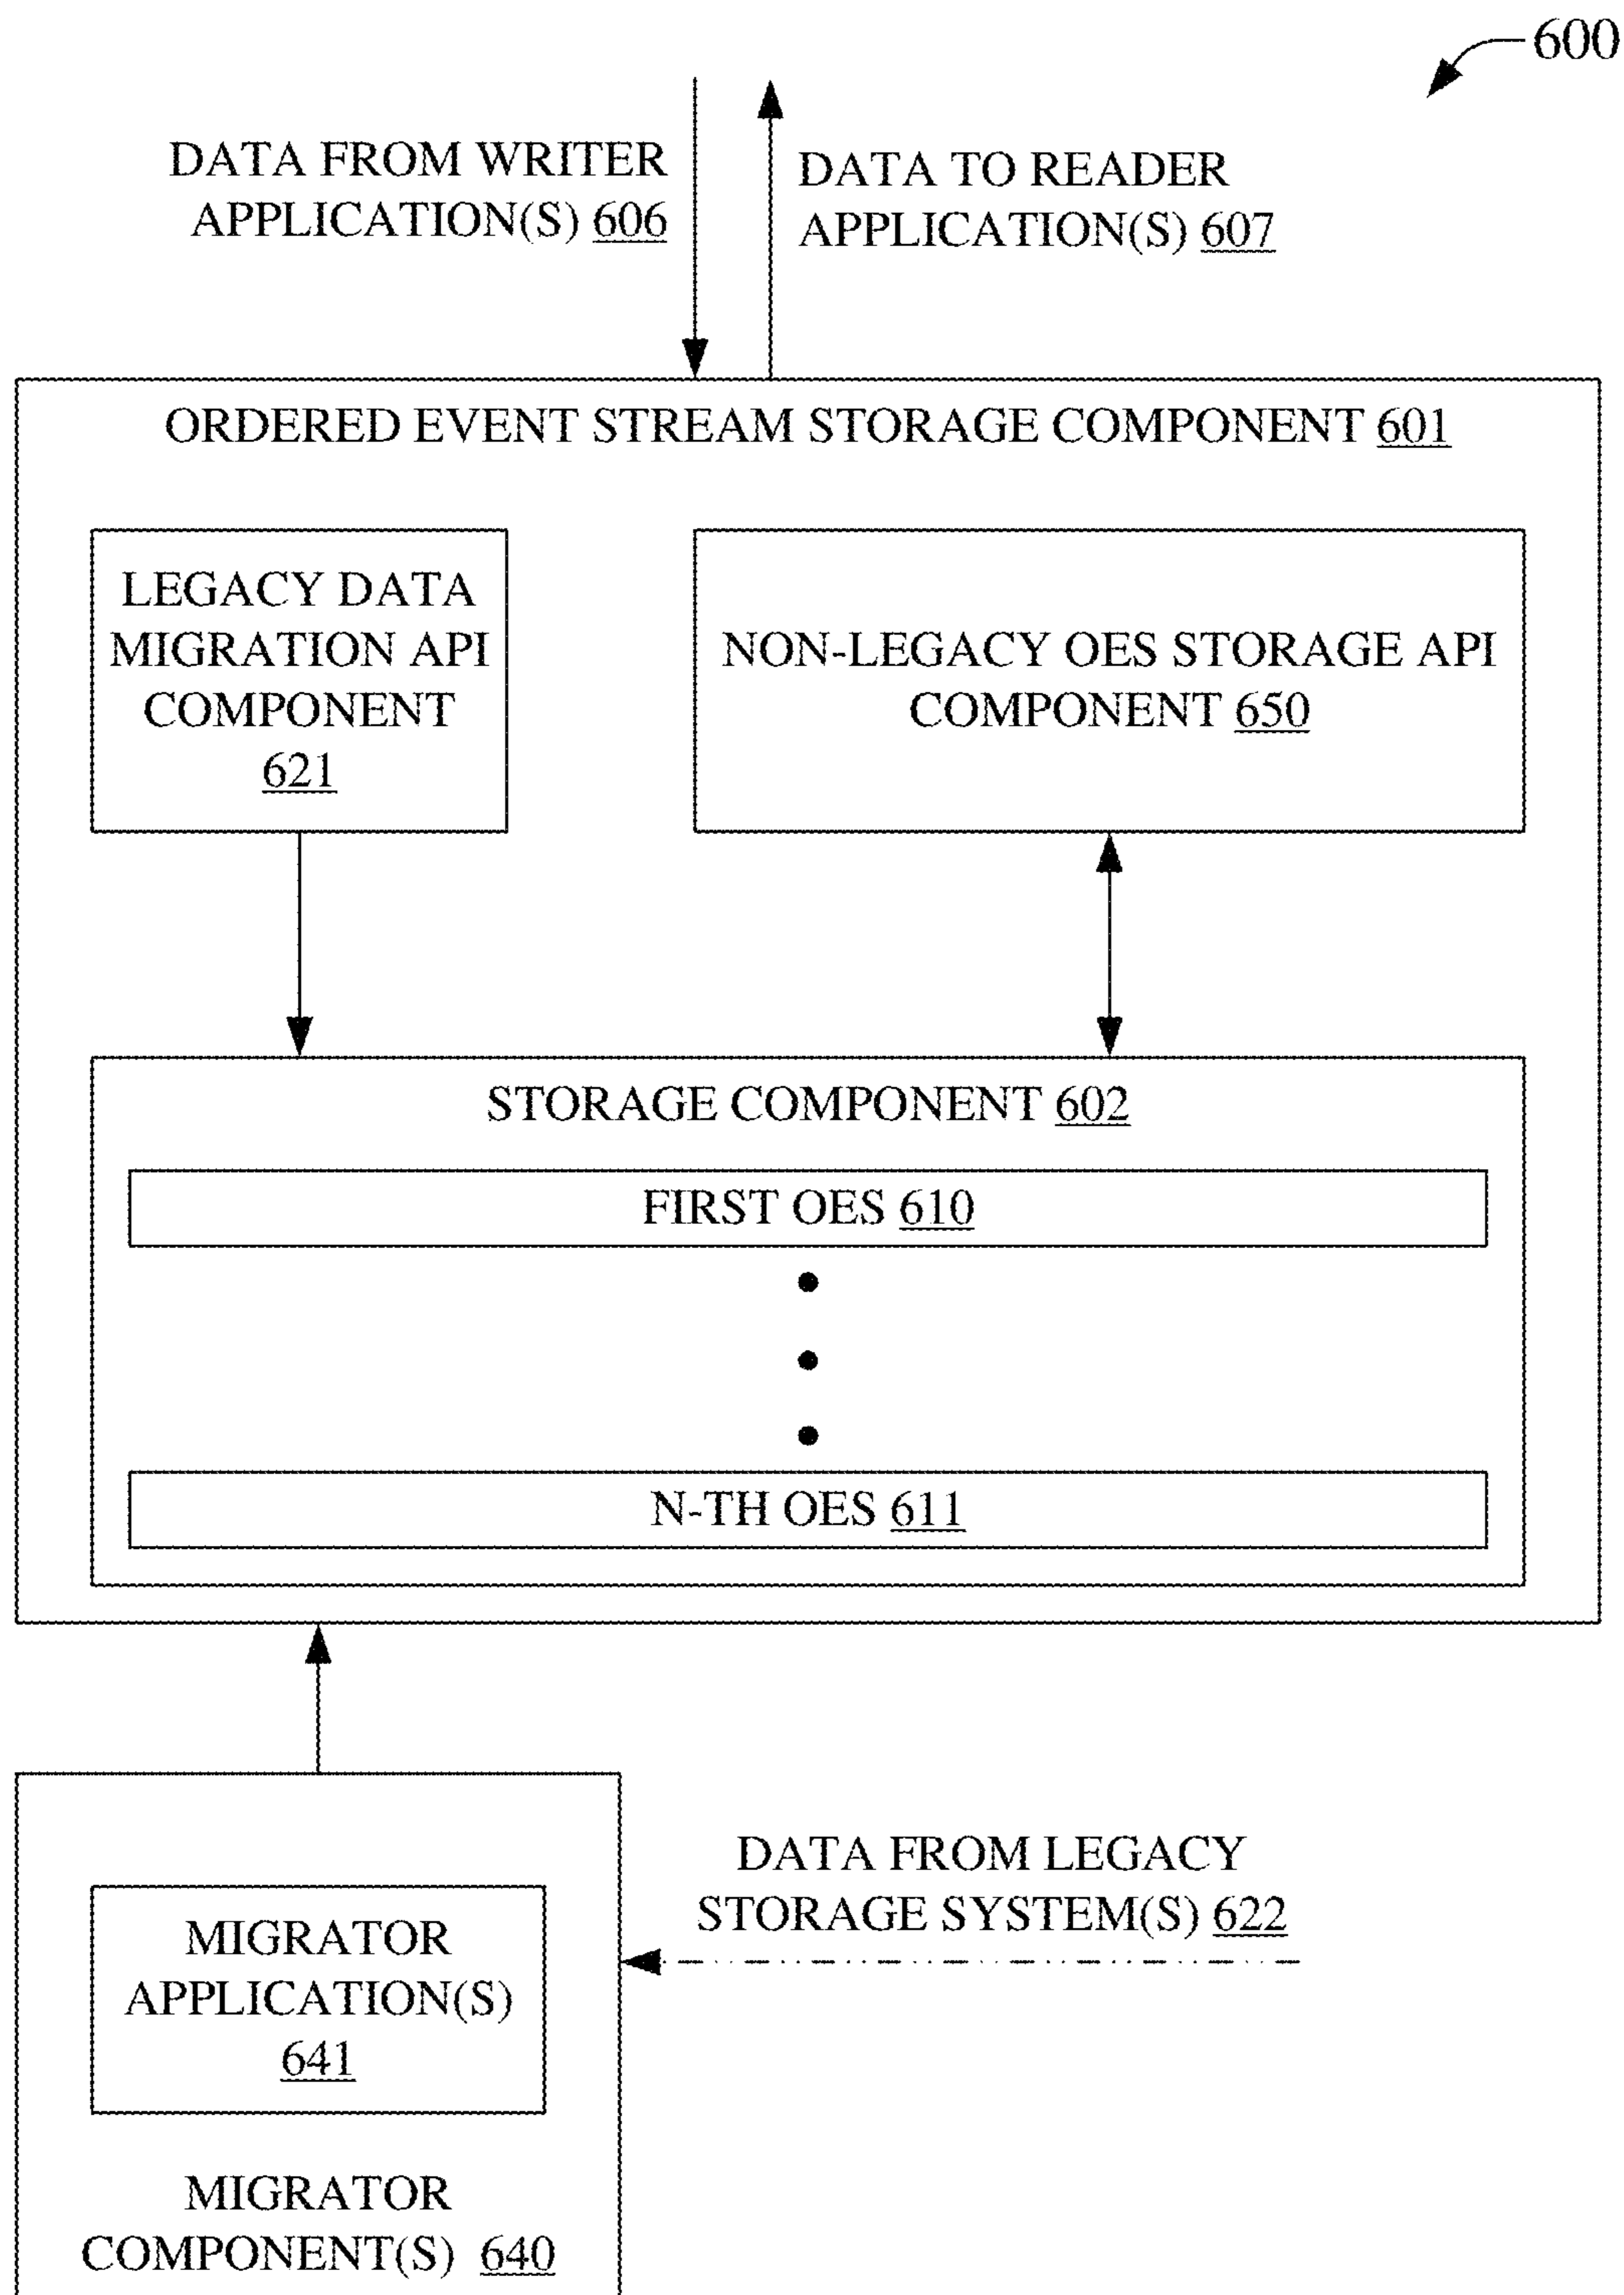 600
DATA FROM WRITER
APPLICATION(S) 606
DATA TO READER
APPLICATION(S) 607
ORDERED EVENT STREAM STORAGE COMPONENT 601
LEGACY DATA
MIGRATION API
COMPONENT
621
NON-LEGACY OES STORAGE API
COMPONENT 650
STORAGE COMPONENT 602
FIRST OES 610
N-TH OES 611
DATA FROM LEGACY
STORAGE SYSTEM(S) 622
MIGRATOR
APPLICATION(S)
641
MIGRATOR
COMPONENT(S) 640